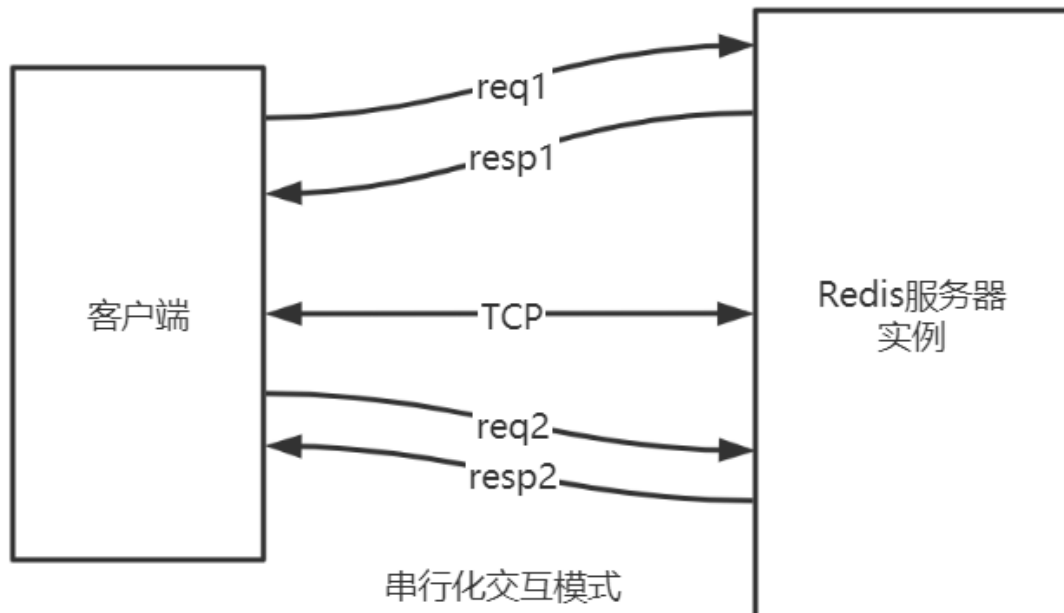 req1
resp1
客户端
TCP
Redis服务器
实例
req2
resp2
串行化交互模式